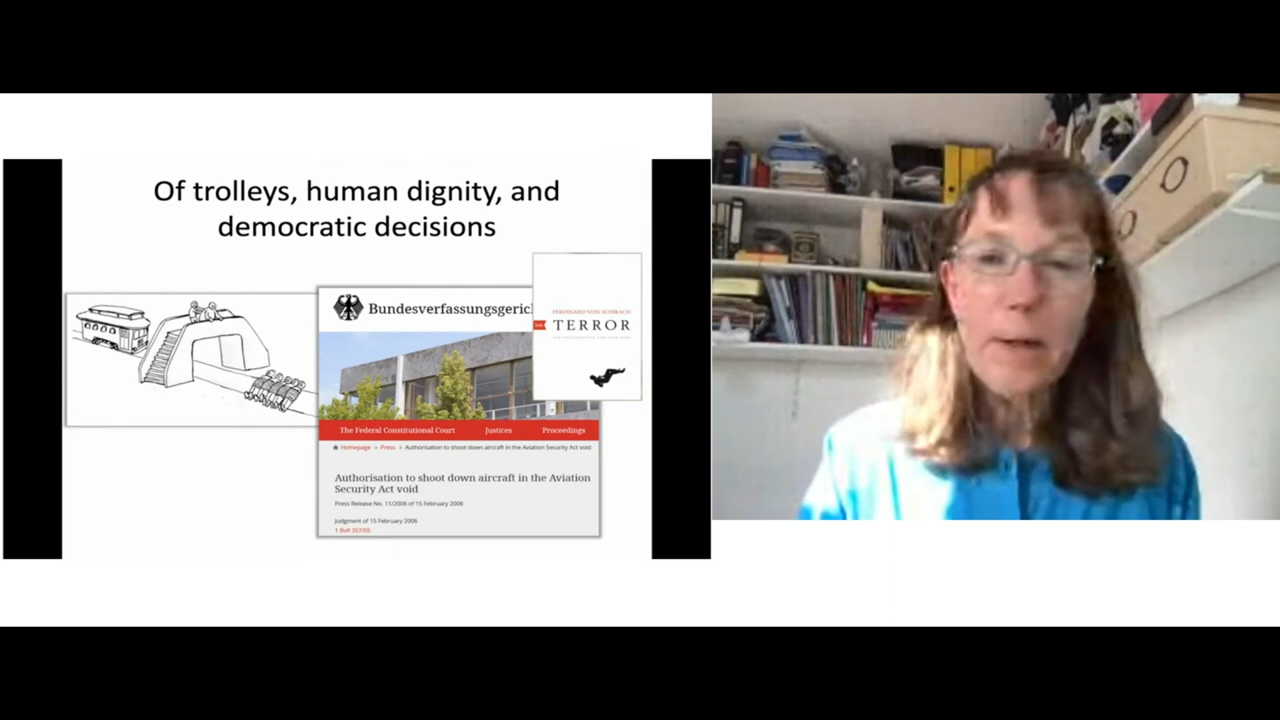 Of trolleys, human dignity, and
democratic decisions
Bundesverfassungsgeric
FERDINAND VON SCHIRACH
TERROR
The Federal Constitutional Court Justices Proceedings
Homepage » Press » Authorisation to shoot down aircraft in the Aviation Security Act void
Authorisation to shoot down aircraft in the Aviation
Security Act void
Press Release No. 11/2006 of 15 February 2006
Judgment of 15 February 2006
1 BvR 357/05